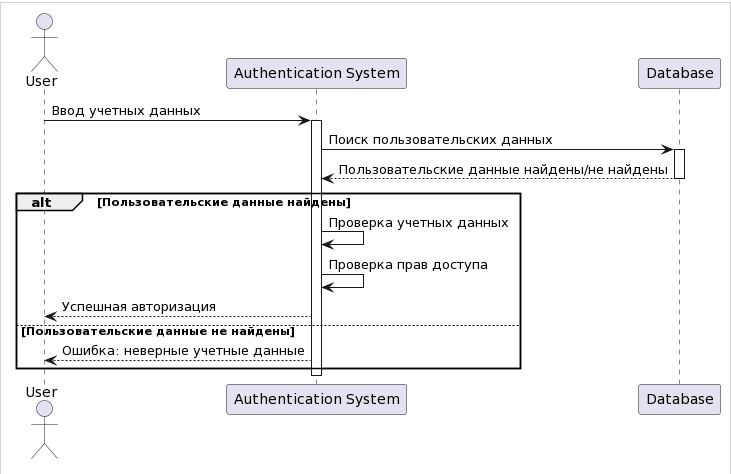 User
Authentication System
Database
Ввод учетных данных
Поиск пользовательских данных
Пользовательские данные найдены/не найдены
alt
[Пользовательские данные найдены]
Проверка учетных данных
Проверка прав доступа
Успешная авторизация
[Пользовательские данные не найдены]
Ошибка: неверные учетные данные
User
Authentication System
Database